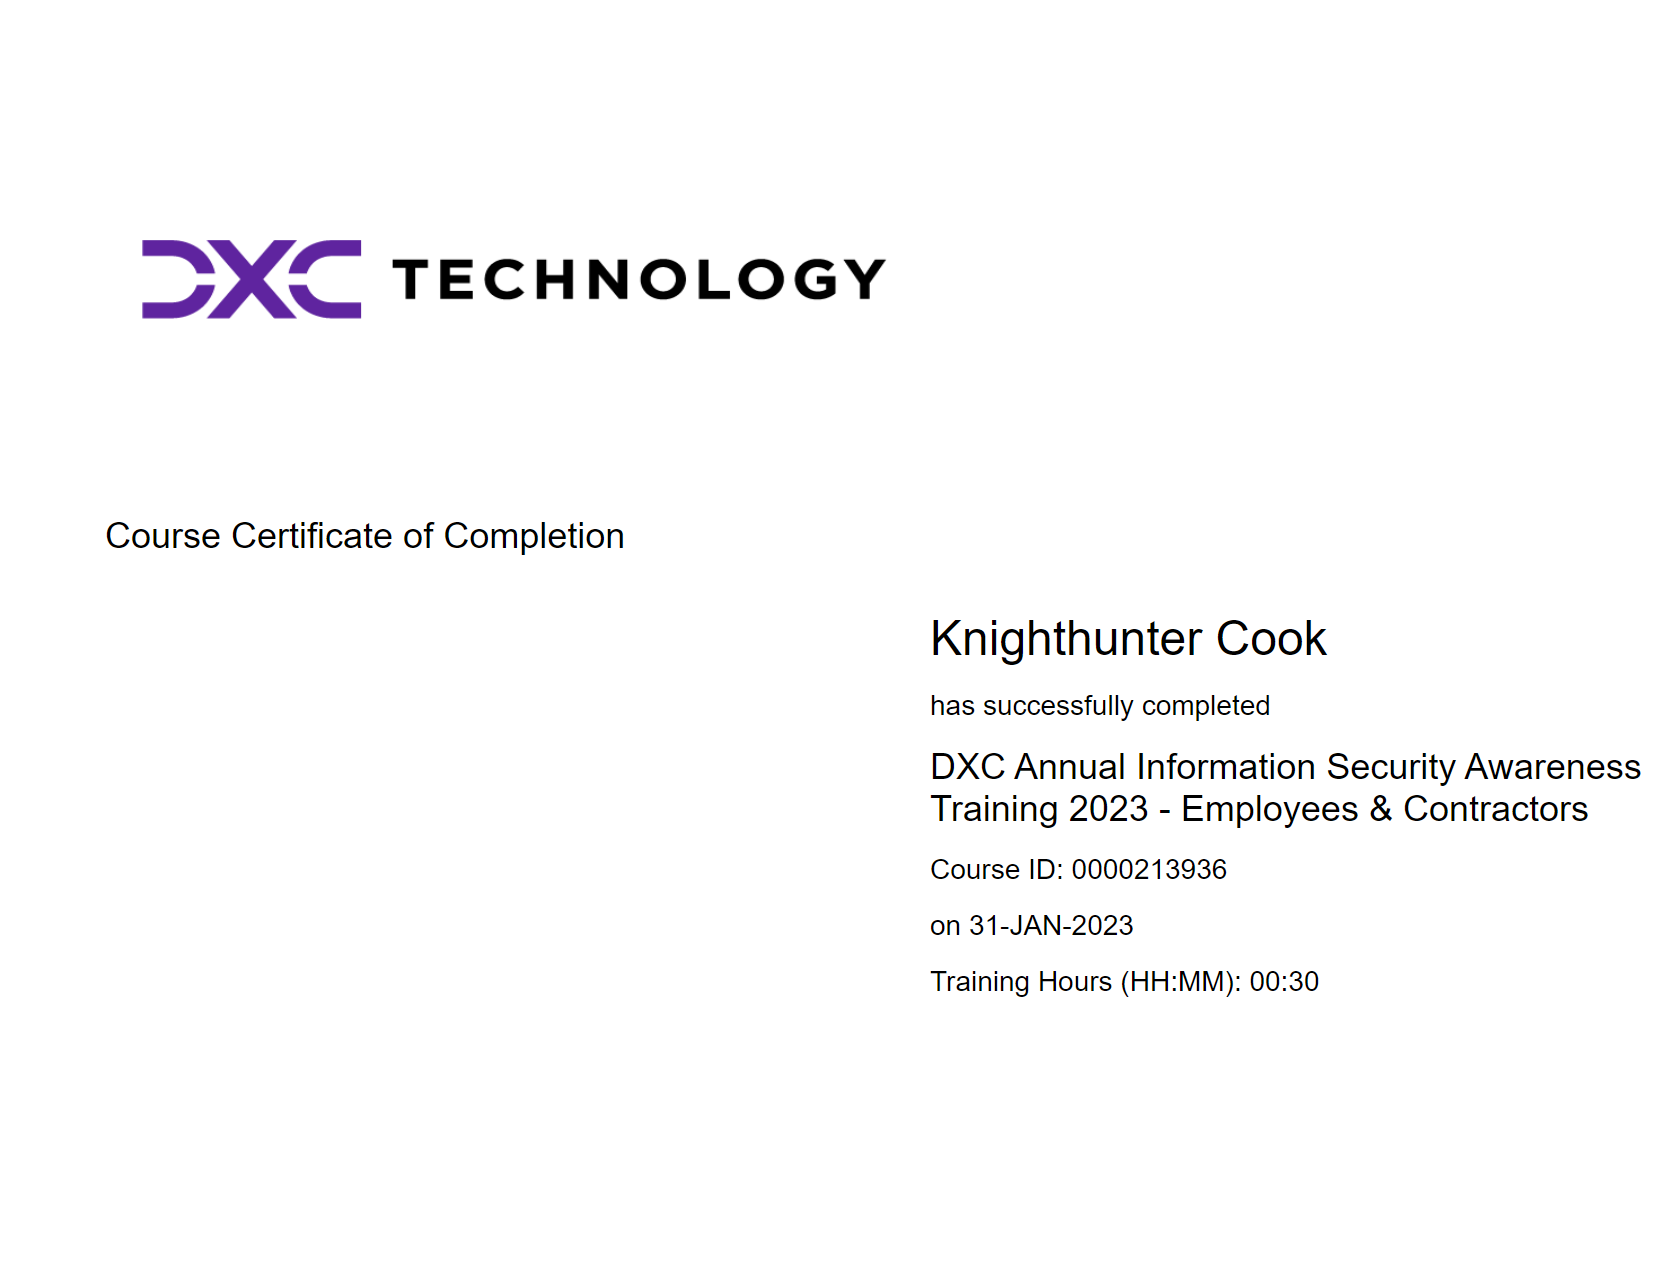 DXC TECHNOLOGY
Course Certificate of Completion
Knighthunter Cook
has successfully completed
DXC Annual Information Security Awareness
Training 2023 - Employees & Contractors
Course ID: 0000213936
on 31-JAN-2023
Training Hours (HH:MM): 00:30